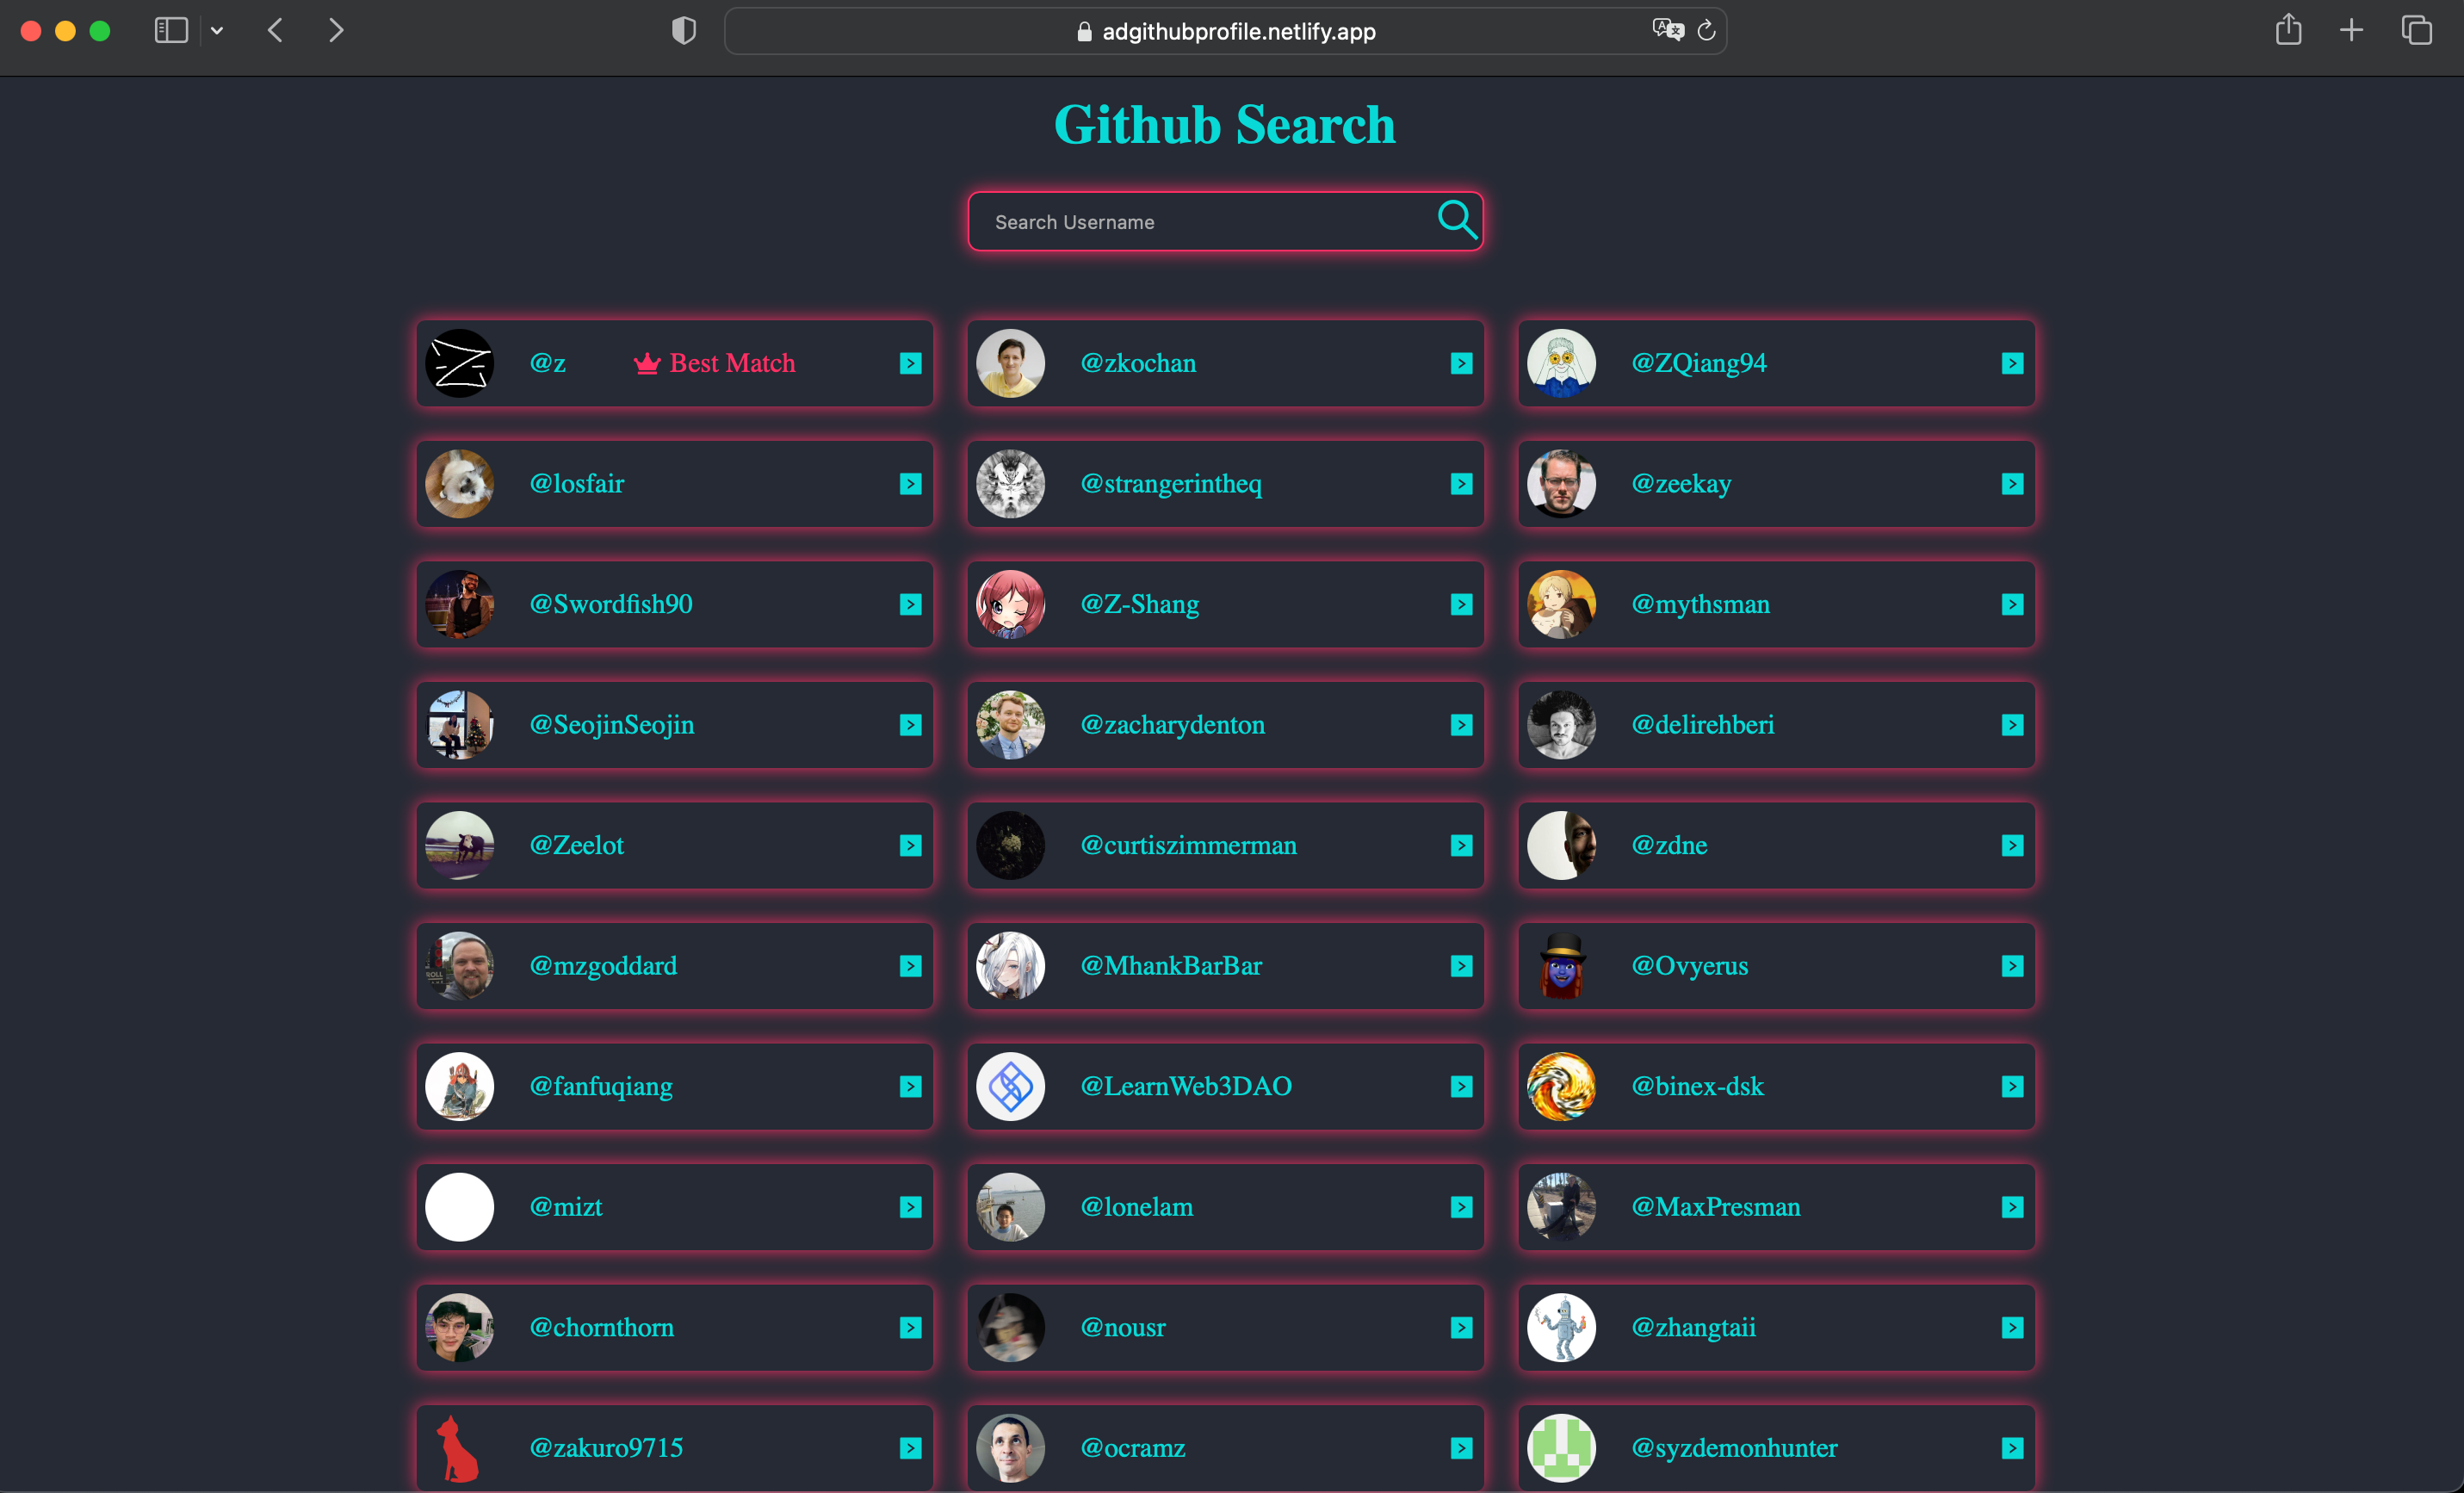 adgithubprofile.netlify.app
Github Search
Search Username
@z Best Match
@zkochan
@ZQiang94
@losfair
@strangerintheq
@zeekay
@Swordfish90
@Z-Shang
@mythsman
@SeojinSeojin
@zacharydenton
@delirehberi
@Zeelot
@curtiszimmerman
@zdne
@mzgoddard
@MhankBarBar
@Ovyerus
@fanfuqiang
@LearnWeb3DAO
@binex-dsk
@mizt
@lonelam
@MaxPresman
@chornthorn
@nousr
@zhangtaii
@zakuro9715
@ocramz
@syzdemonhunter